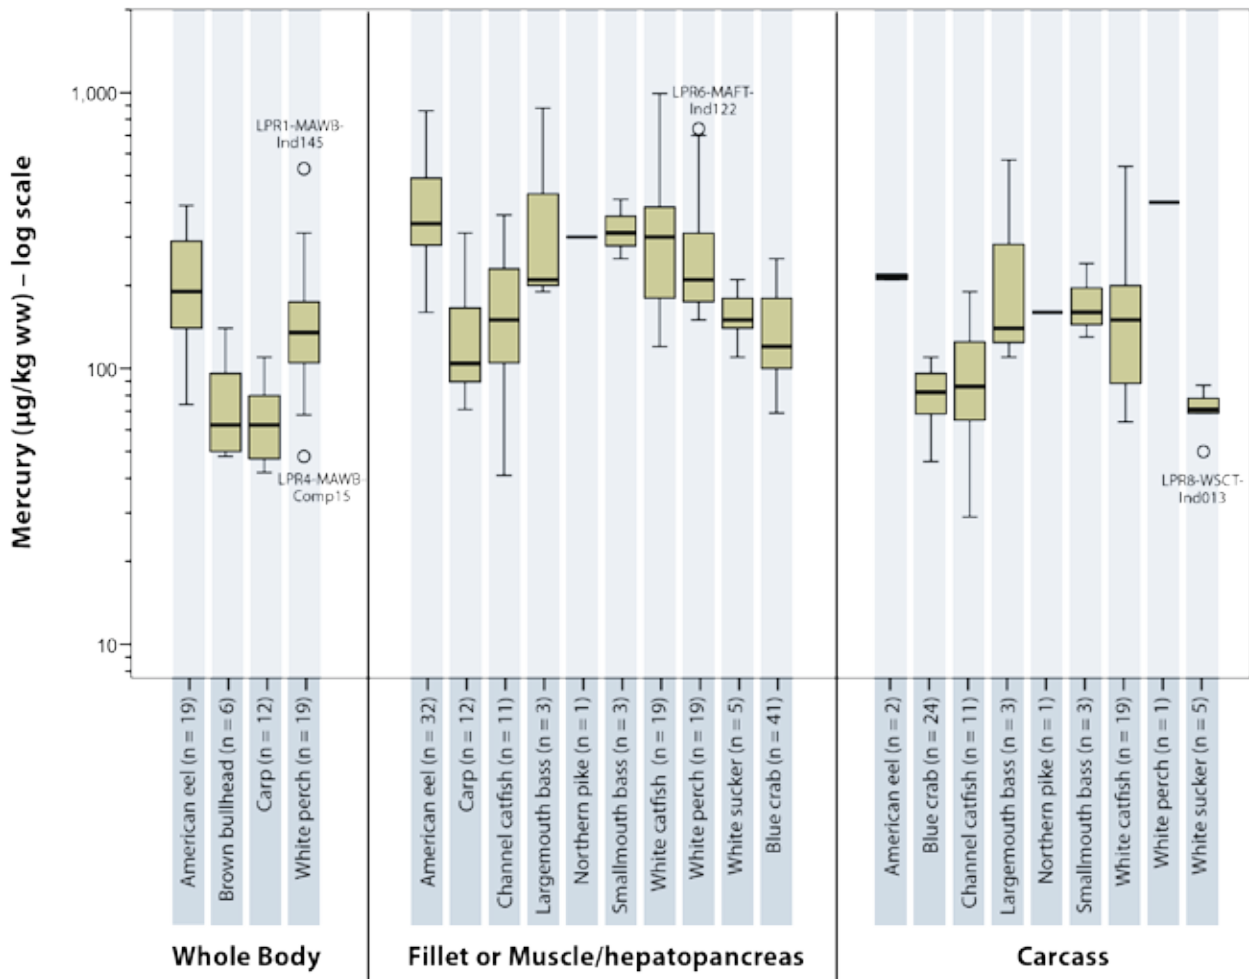 Mercury (µg/kg ww) – log scale
1,000
100
10
LPR1-MAWB-
Ind145
LPR4-MAWB-
Comp15
LPR6-MAFT-
Ind122
LPR8-WSCT-
Ind013
American eel (n = 19)
Brown bullhead (n = 6)
Carp (n = 12)
White perch (n = 19)
American eel (n = 32)
Carp (n = 12)
Channel catfish (n = 11)
Largemouth bass (n = 3)
Northern pike (n = 1)
Smallmouth bass (n = 3)
White catfish (n = 19)
White perch (n = 19)
White sucker (n = 5)
Blue crab (n = 41)
American eel (n = 2)
Blue crab (n = 24)
Channel catfish (n = 11)
Largemouth bass (n = 3)
Northern pike (n = 1)
Smallmouth bass (n = 3)
White catfish (n = 19)
White perch (n = 1)
White sucker (n = 5)
Whole Body
Fillet or Muscle/hepatopancreas
Carcass